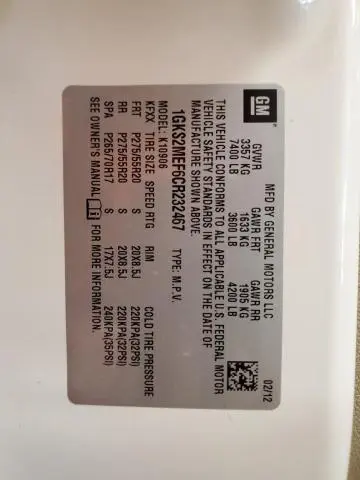 GM
MFD BY GENERAL MOTORS LLC
02/12
GVWR GAWR FRT GAWR RR
3357 KG 1633 KG 1905 KG
7400 LB 3600 LB 4200 LB
THIS VEHICLE CONFORMS TO ALL APPLICABLE U.S. FEDERAL MOTOR
VEHICLE SAFETY STANDARDS IN EFFECT ON THE DATE OF
MANUFACTURE SHOWN ABOVE.
1GKS2MEF6CR232467 TYPE: M.P.V.
MODEL: K10906
KFXX TIRE SIZE SPEED RTG RIM COLD TIRE PRESSURE
FRT P275/55R20 S 20X8.5J 220KPA(32PSI)
RR P275/55R20 S 20X8.5J 220KPA(32PSI)
SPA P265/70R17 S 17X7.5J 240KPA(35PSI)
SEE OWNER'S MANUAL FOR MORE INFORMATION.